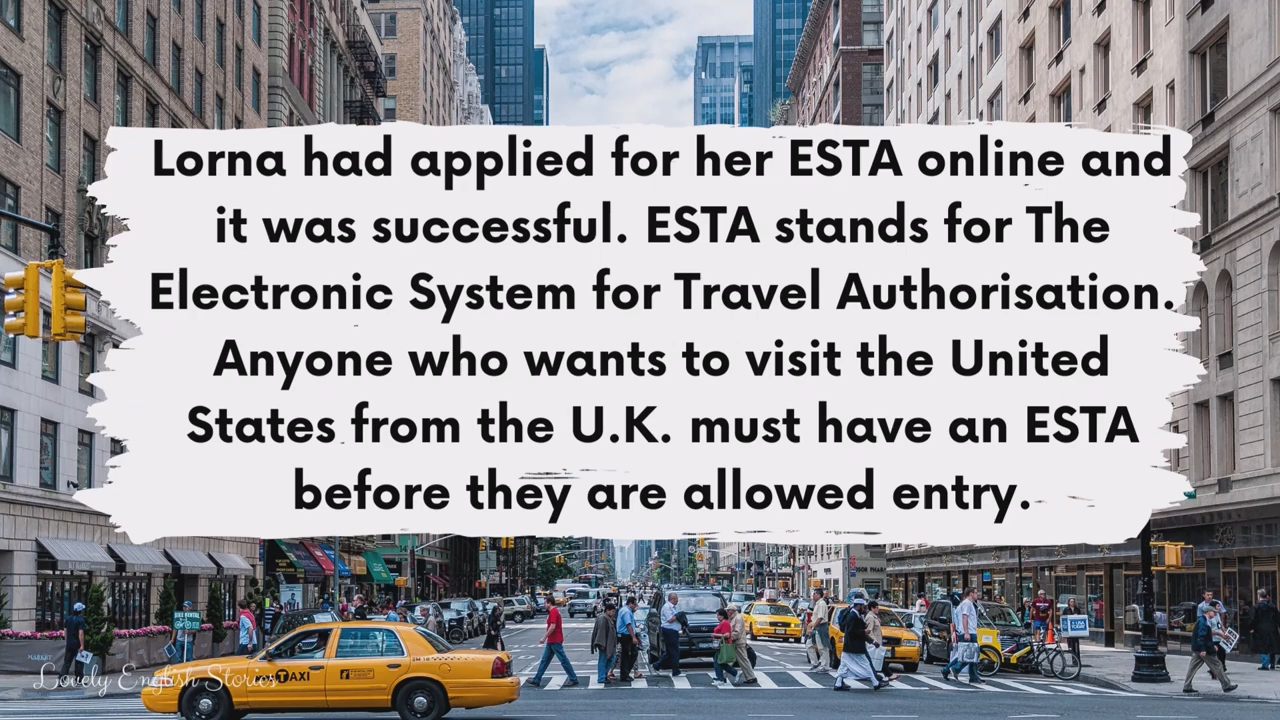 Lorna had applied for her ESTA online and
it was successful. ESTA stands for The
Electronic System for Travel Authorisation.
Anyone who wants to visit the United
States from the U.K. must have an ESTA
before they are allowed entry.
Lovely English Stories
TAXI